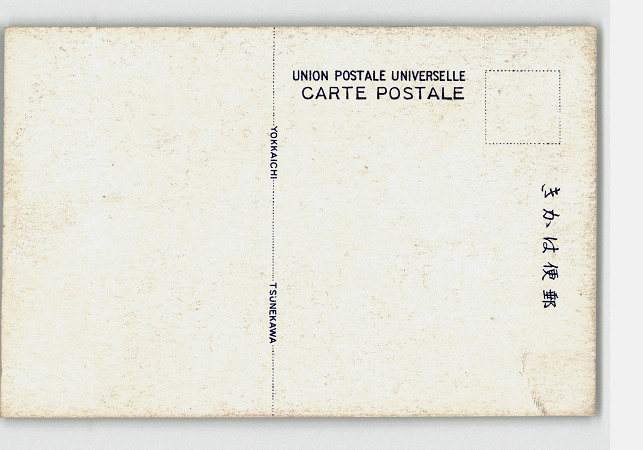 UNION POSTALE UNIVERSELLE
CARTE POSTALE
YOKKAICHI
TSUNEKAWA
郵便はかき